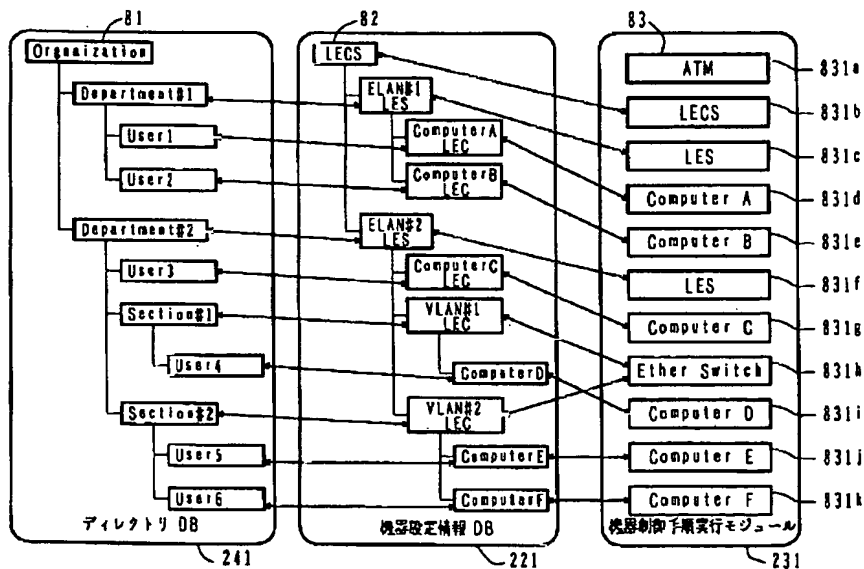 81
Organization
Department#1
User1
User2
Department#2
User3
Section#1
User4
Section#2
User5
User6
ディレクトリ DB
241
82
LECS
ELAN#1
LES
ComputerA
LEC
ComputerB
LEC
ELAN#2
LES
ComputerC
LEC
VLAN#1
LEC
ComputerD
VLAN#2
LEC
ComputerE
ComputerF
機器設定情報 DB
221
83
ATM
831a
LECS
831b
LES
831c
Computer A
831d
Computer B
831e
LES
831f
Computer C
831g
Ether Switch
831h
Computer D
831i
Computer E
831j
Computer F
831k
機器制御手順実行モジュール
231